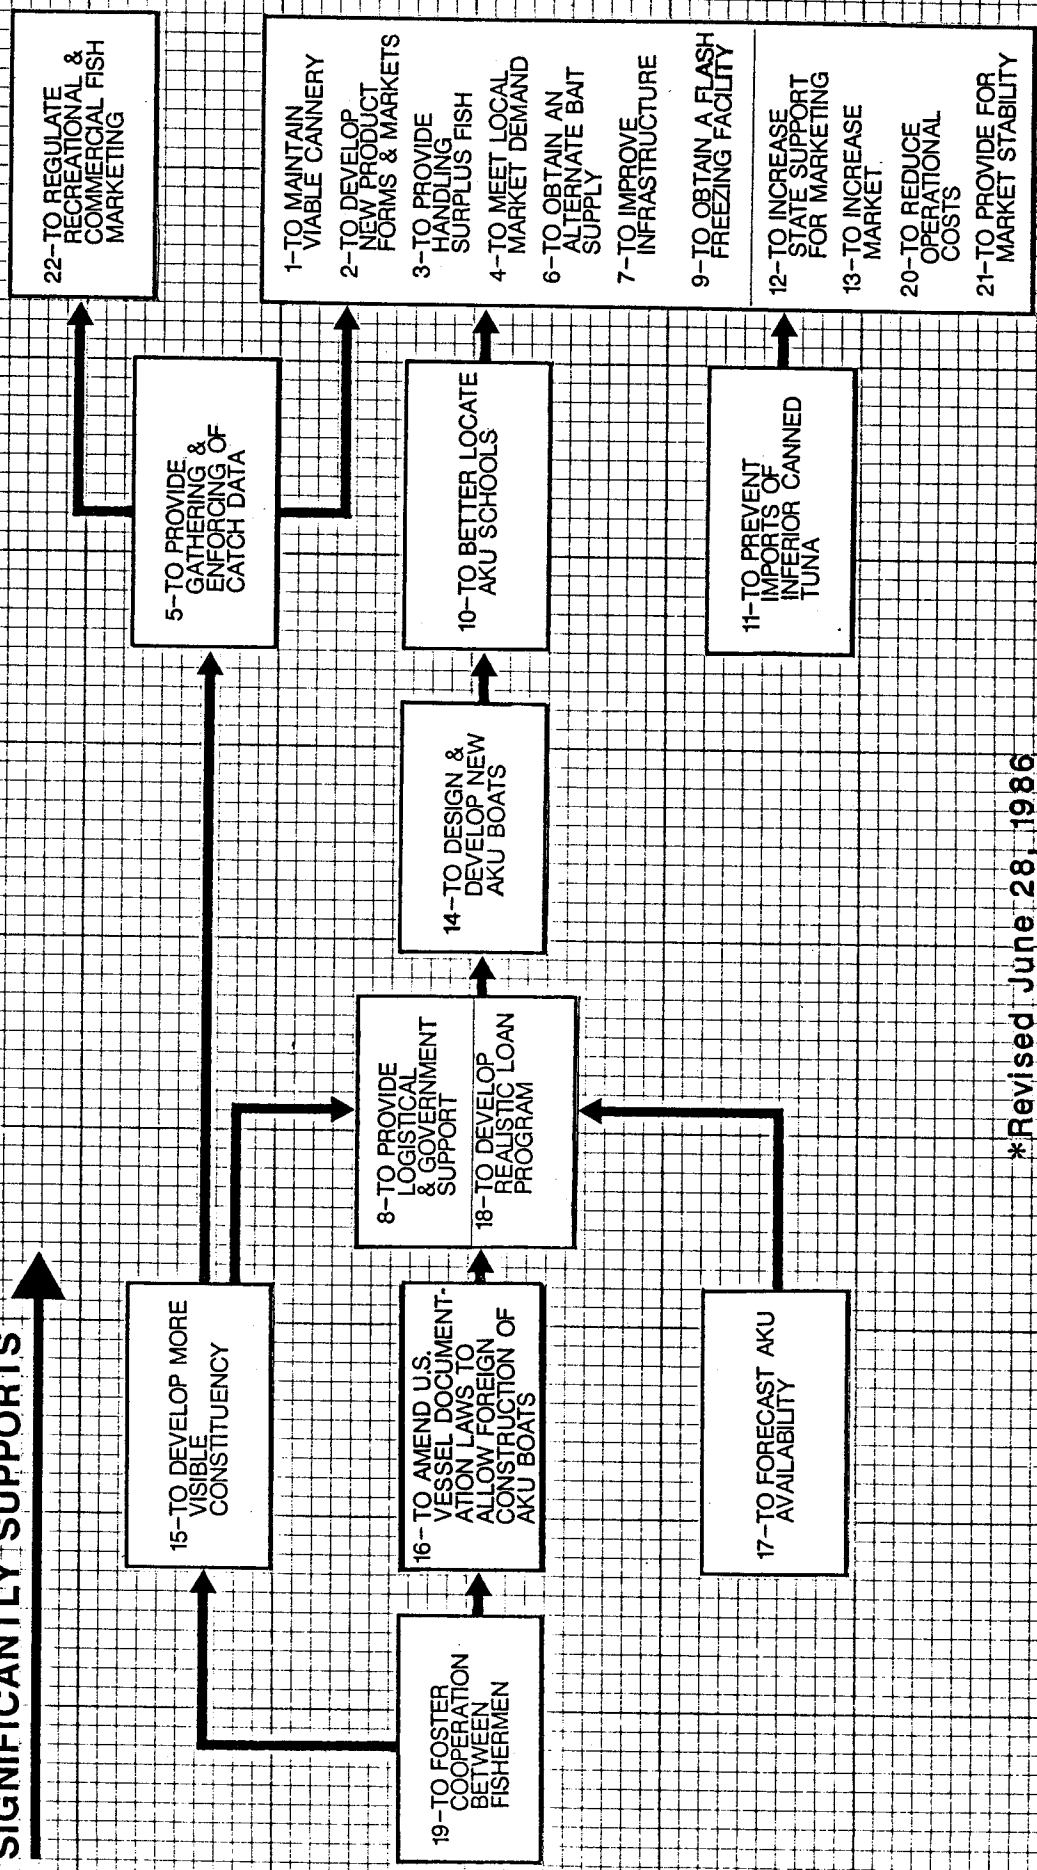 SIGNIFICANTLY SUPPORTS
19-TO FOSTER
COOPERATION
BETWEEN
FISHERMEN
15-TO DEVELOP MORE
VISIBLE
CONSTITUENCY
16-TO AMEND U.S.
VESSEL DOCUMENT-
ATION LAWS TO
ALLOW FOREIGN
CONSTRUCTION OF
AKU BOATS
17-TO FORECAST AKU
AVAILABILITY
8-TO PROVIDE
LOGISTICAL
& GOVERNMENT
SUPPORT
18-TO DEVELOP
REALISTIC LOAN
PROGRAM
14-TO DESIGN &
DEVELOP NEW
AKU BOATS
5-TO PROVIDE
GATHERING &
ENFORCING OF
CATCH DATA
10-TO BETTER LOCATE
AKU SCHOOLS
11-TO PREVENT
IMPORTS OF
INFERIOR CANNED
TUNA
22-TO REGULATE
RECREATIONAL &
COMMERCIAL FISH
MARKETING
1-TO MAINTAIN
VIABLE CANNERY
2-TO DEVELOP
NEW PRODUCT
FORMS & MARKETS
3-TO PROVIDE
HANDLING
SURPLUS FISH
4-TO MEET LOCAL
MARKET DEMAND
6-TO OBTAIN AN
ALTERNATE BAIT
SUPPLY
7-TO IMPROVE
INFRASTRUCTURE
9-TO OBTAIN A FLASH
FREEZING FACILITY
12-TO INCREASE
STATE SUPPORT
FOR MARKETING
13-TO INCREASE
MARKET
20-TO REDUCE
OPERATIONAL
COSTS
21-TO PROVIDE FOR
MARKET STABILITY
*Revised June 28, 1986